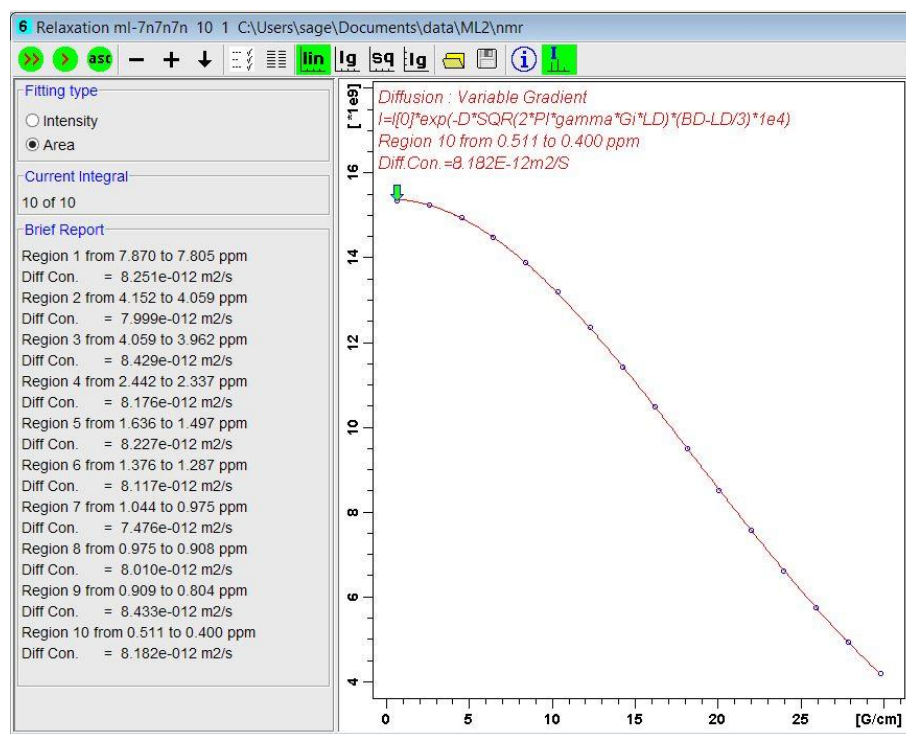 6 Relaxation ml-7n7n7n 10 1 C:\Users\sage\Documents\data\ML2\nmr
>> > asc − + lin lg sq lg i
Fitting type
Intensity
Area
Current Integral
10 of 10
Brief Report
Region 1 from 7.870 to 7.805 ppm
Diff Con. = 8.251e-012 m2/s
Region 2 from 4.152 to 4.059 ppm
Diff Con. = 7.999e-012 m2/s
Region 3 from 4.059 to 3.962 ppm
Diff Con. = 8.429e-012 m2/s
Region 4 from 2.442 to 2.337 ppm
Diff Con. = 8.176e-012 m2/s
Region 5 from 1.636 to 1.497 ppm
Diff Con. = 8.227e-012 m2/s
Region 6 from 1.376 to 1.287 ppm
Diff Con. = 8.117e-012 m2/s
Region 7 from 1.044 to 0.975 ppm
Diff Con. = 7.476e-012 m2/s
Region 8 from 0.975 to 0.908 ppm
Diff Con. = 8.010e-012 m2/s
Region 9 from 0.909 to 0.804 ppm
Diff Con. = 8.433e-012 m2/s
Region 10 from 0.511 to 0.400 ppm
Diff Con. = 8.182e-012 m2/s
Diffusion : Variable Gradient
I=I[0]*exp(-D*SQR(2*PI*gamma*Gi*LD)*(BD-LD/3)*1e4)
Region 10 from 0.511 to 0.400 ppm
Diff.Con.=8.182E-12m2/S
[ *1e9]
16
14
12
10
8
6
4
0 5 10 15 20 25 [G/cm]